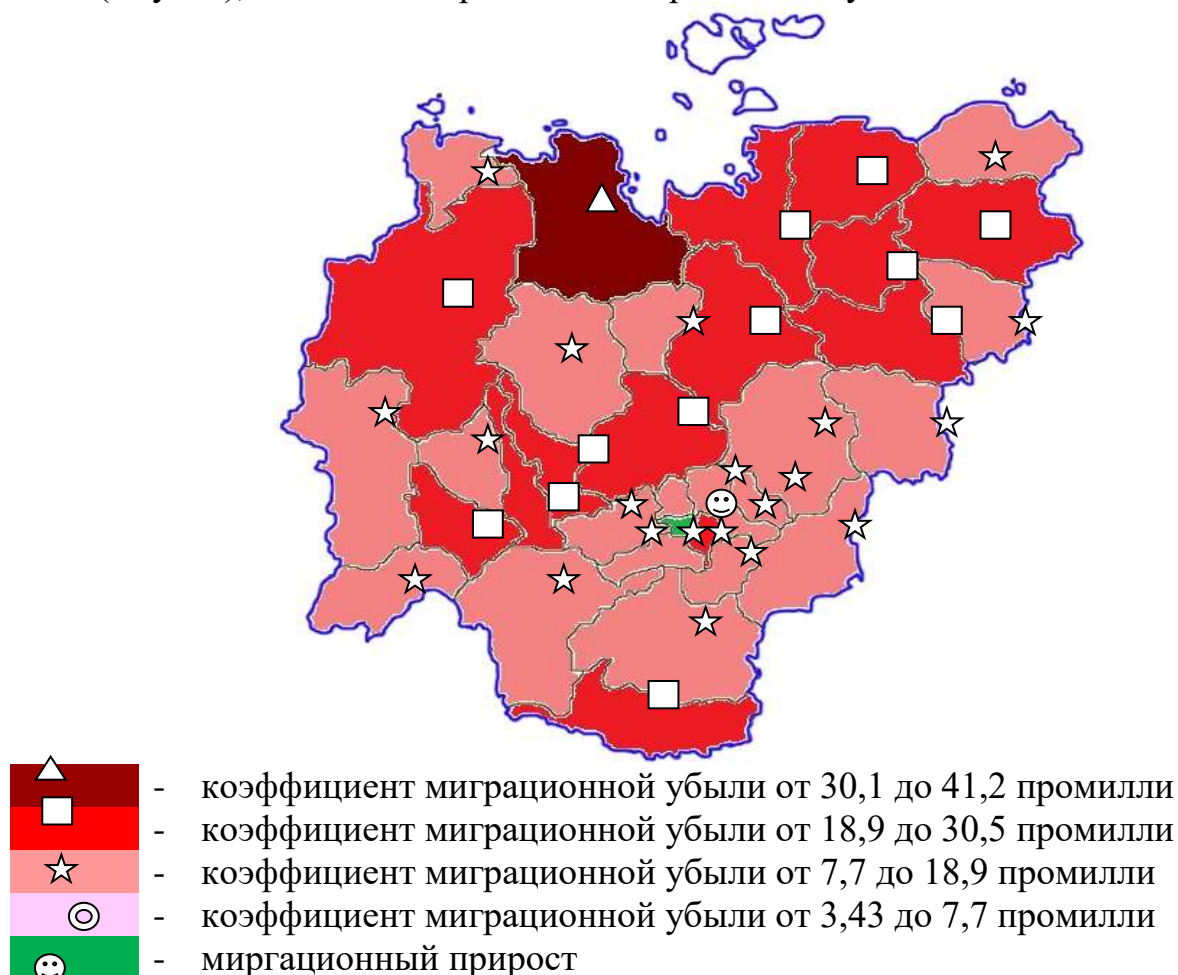 - коэффициент миграционной убыли от 30,1 до 41,2 промилли
- коэффициент миграционной убыли от 18,9 до 30,5 промилли
- коэффициент миграционной убыли от 7,7 до 18,9 промилли
- коэффициент миграционной убыли от 3,43 до 7,7 промилли
- миргационный прирост